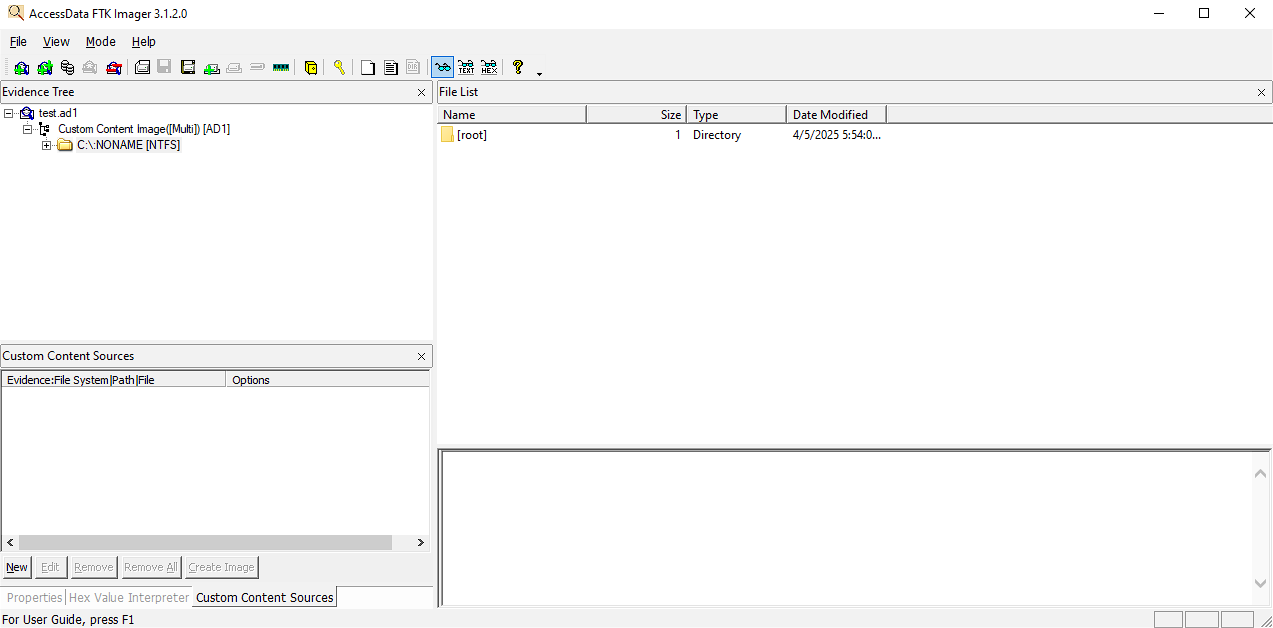 AccessData FTK Imager 3.1.2.0
File View Mode Help
TEXT HEX
Evidence Tree
test.ad1
Custom Content Image([Multi]) [AD1]
C:\:NONAME [NTFS]
File List
Name Size Type Date Modified
[root] 1 Directory 4/5/2025 5:54:0...
Custom Content Sources
Evidence:File System|Path|File Options
New Edit Remove Remove All Create Image
Properties Hex Value Interpreter Custom Content Sources
For User Guide, press F1